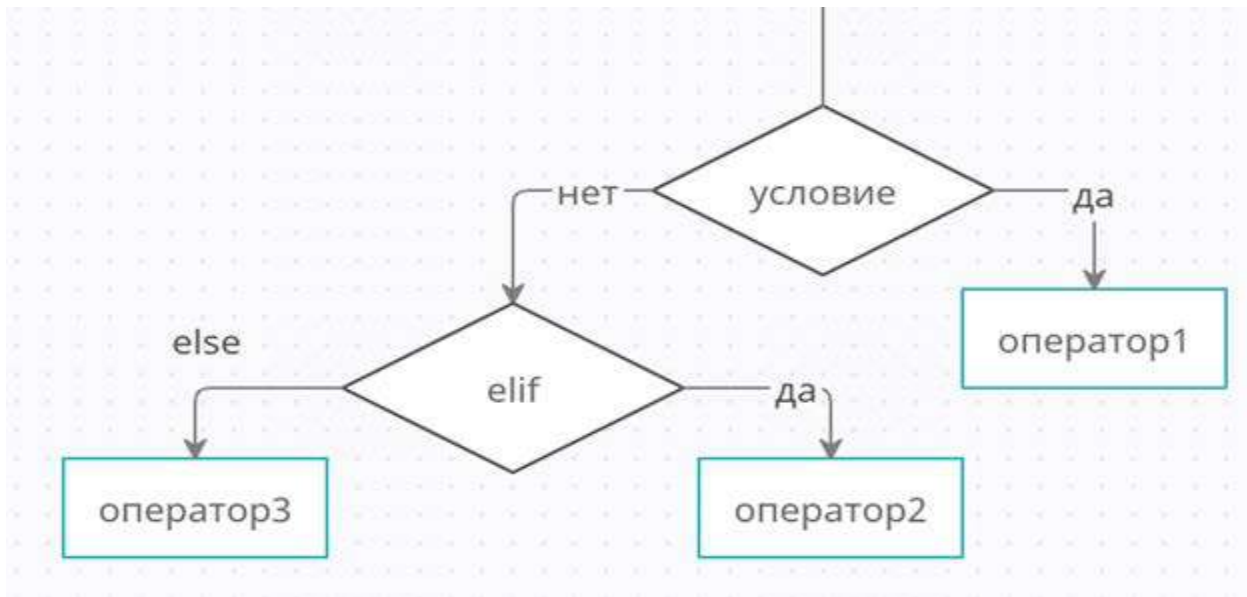 нет
условие
да
else
оператор1
elif
да
оператор3
оператор2